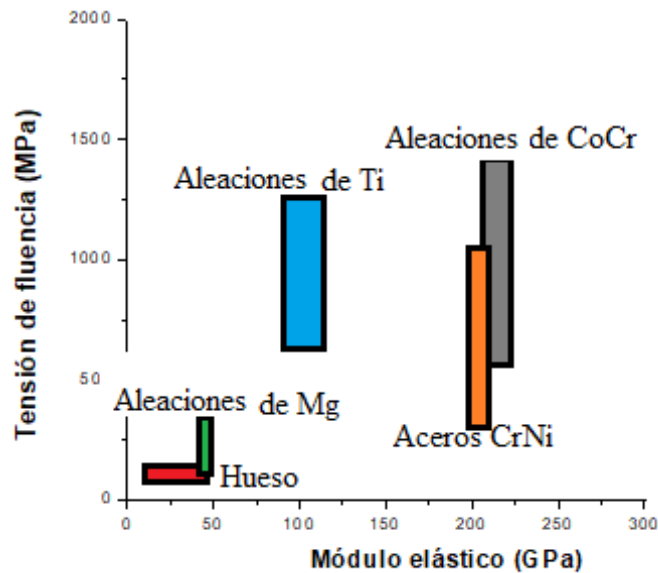 2000
1500
1000
50
0
Tensión de fluencia (MPa)
Aleaciones de CoCr
Aleaciones de Ti
Aleaciones de Mg
Aceros CrNi
Hueso
0 50 100 150 200 250 300
Módulo elástico (GPa)